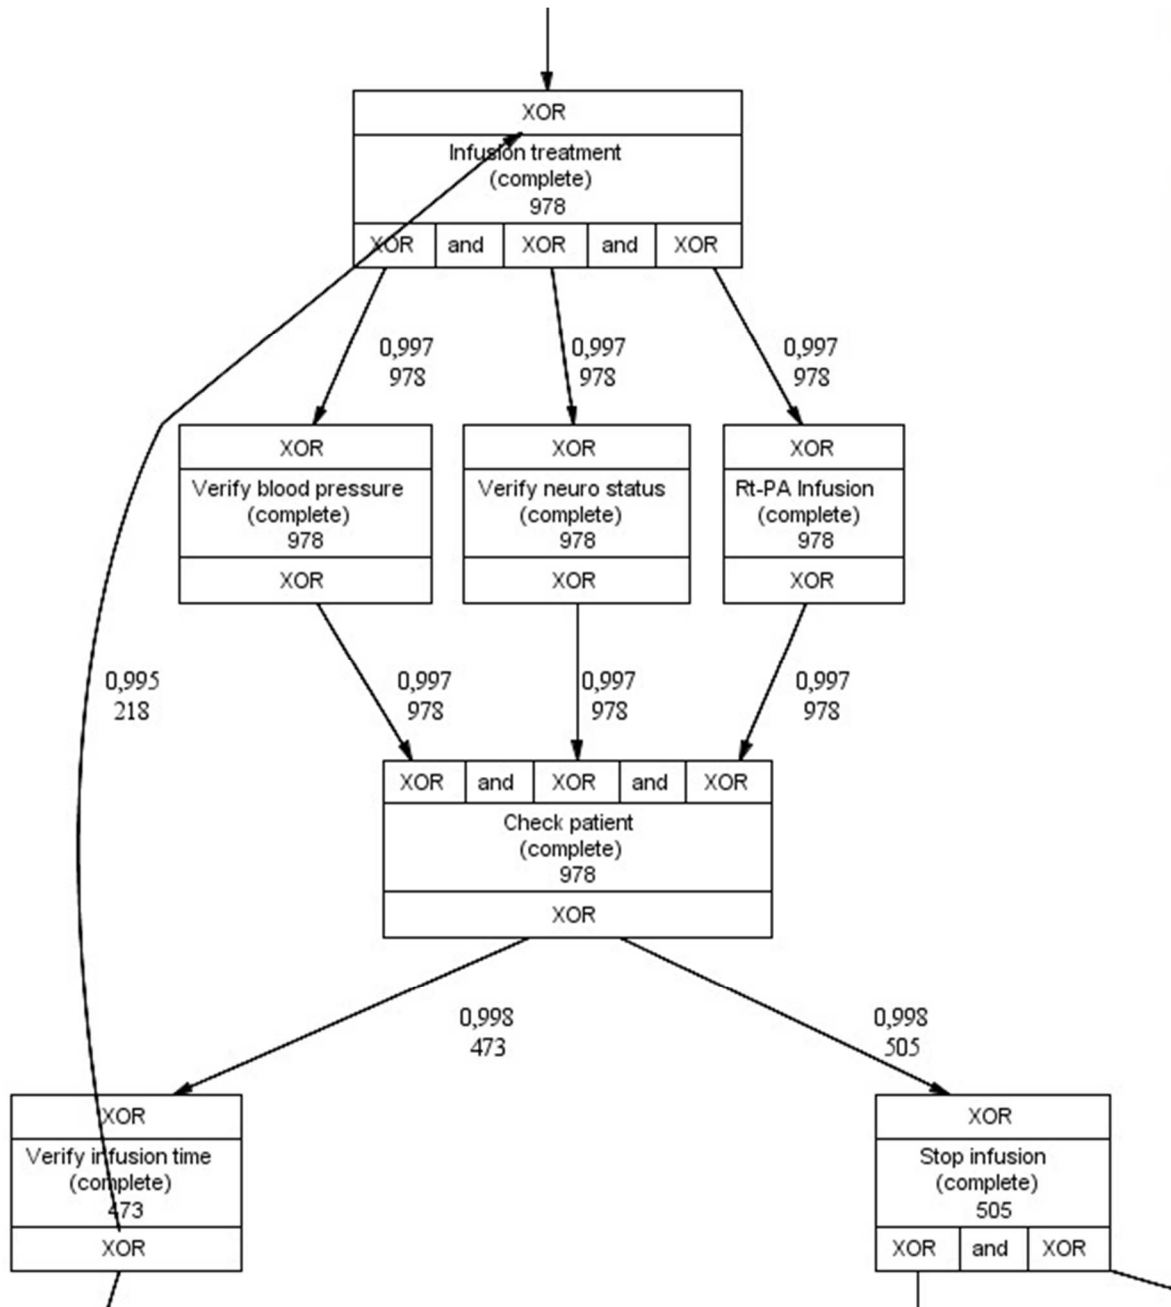 XOR
Infusion treatment
(complete)
978
XOR and XOR and XOR
0,997 0,997 0,997
978 978 978
XOR XOR XOR
Verify blood pressure Verify neuro status Rt-PA Infusion
(complete) (complete) (complete)
978 978 978
XOR XOR XOR
0,995 0,997 0,997 0,997
218 978 978 978
XOR and XOR and XOR
Check patient
(complete)
978
XOR
0,998 0,998
473 505
XOR XOR
Verify infusion time Stop infusion
(complete) (complete)
473 505
XOR XOR and XOR